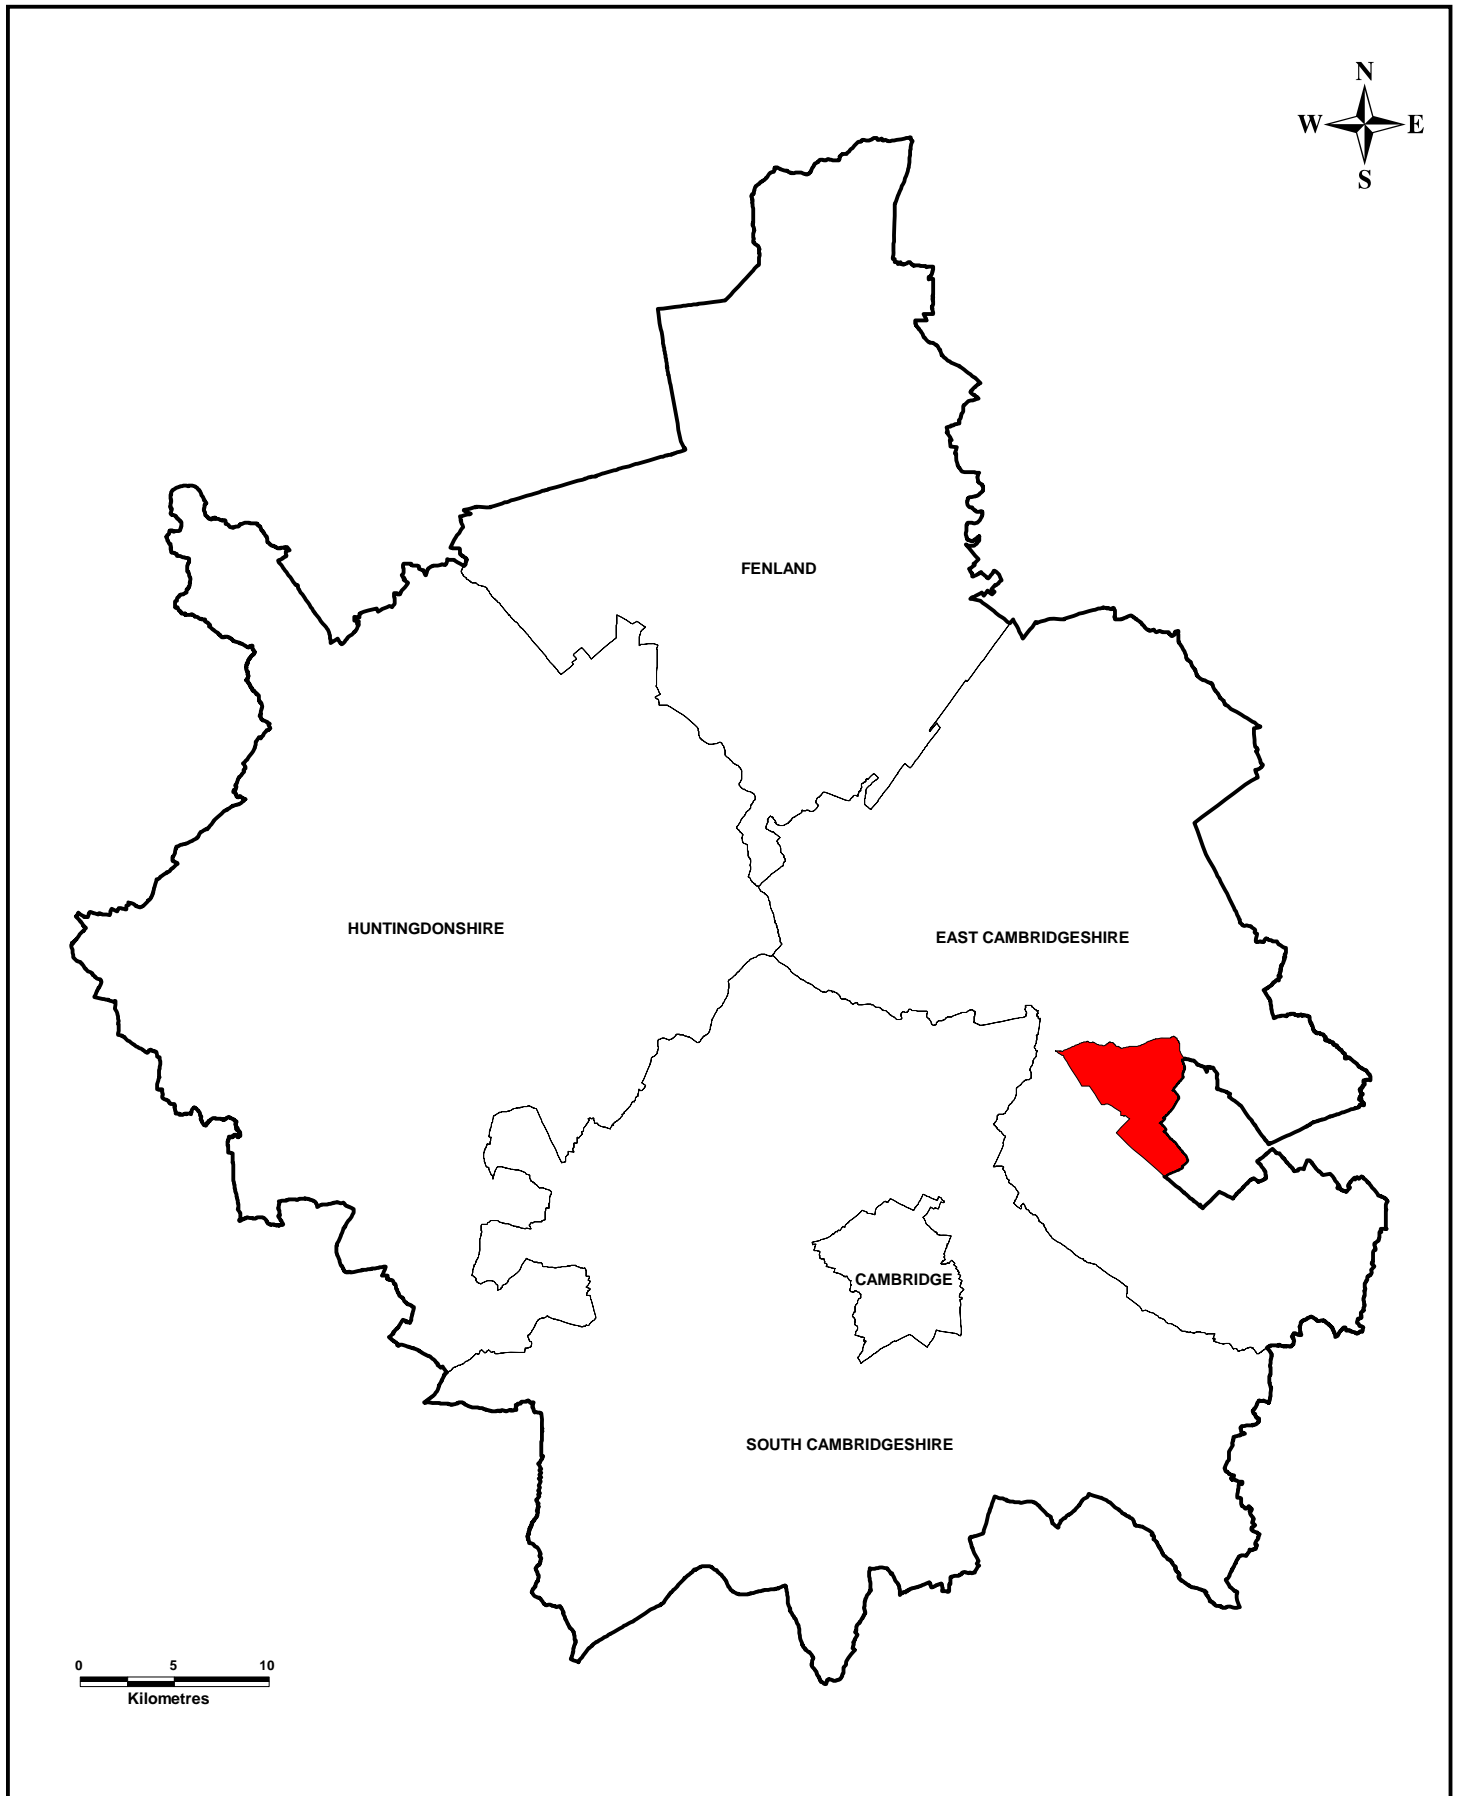 N
W E
S
FENLAND
HUNTINGDONSHIRE
EAST CAMBRIDGESHIRE
CAMBRIDGE
SOUTH CAMBRIDGESHIRE
0 5 10
Kilometres